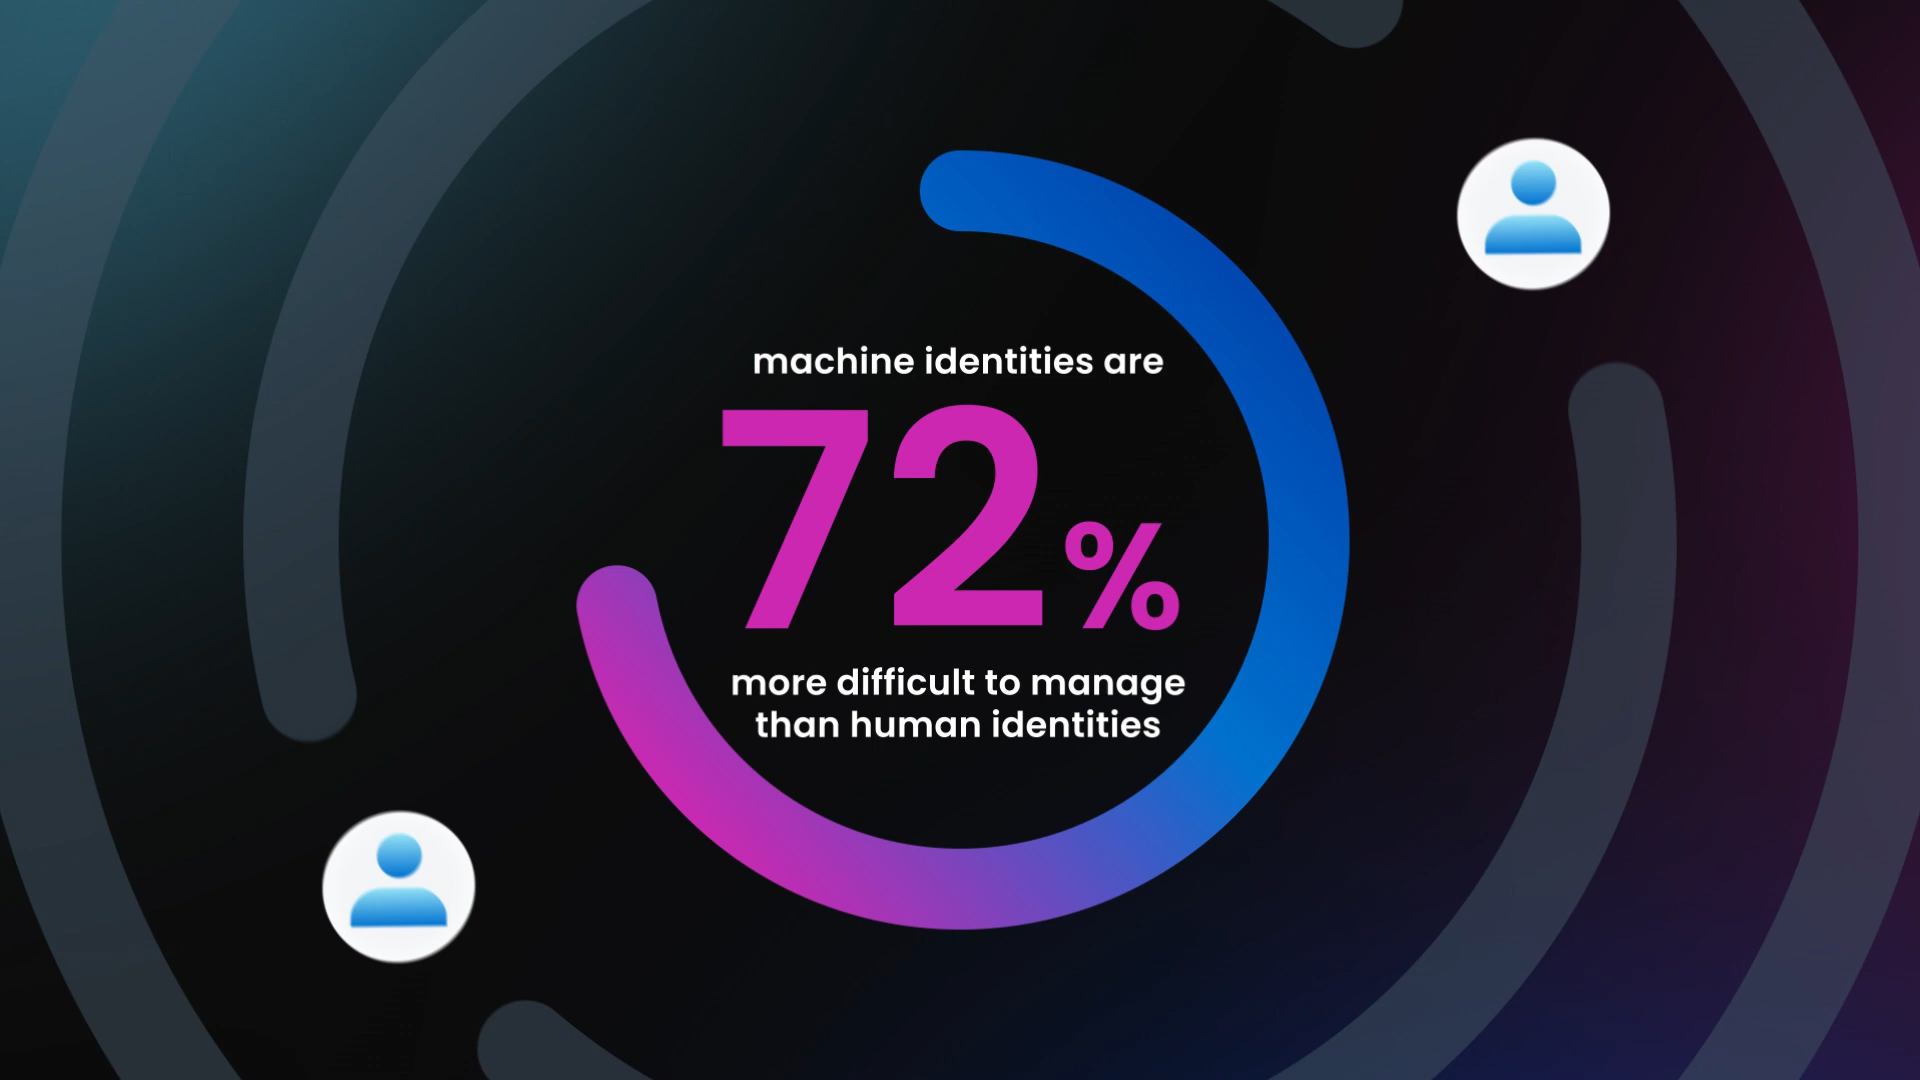 machine identities are
72%
more difficult to manage
than human identities